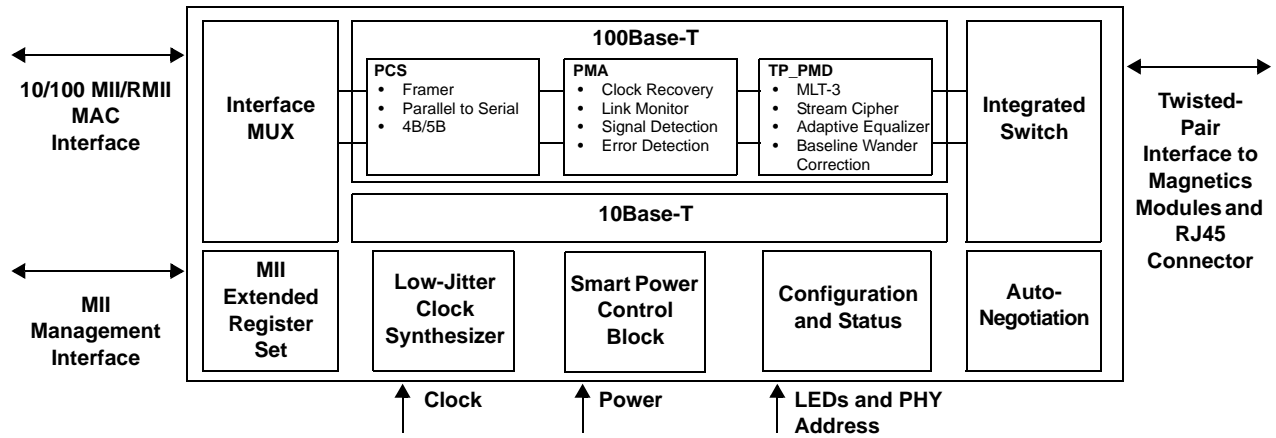 100Base-T
10/100 MII/RMII
MAC
Interface
Interface
MUX
PCS
• Framer
• Parallel to Serial
• 4B/5B
PMA
• Clock Recovery
• Link Monitor
• Signal Detection
• Error Detection
TP_PMD
• MLT-3
• Stream Cipher
• Adaptive Equalizer
• Baseline Wander
Correction
Integrated
Switch
Twisted-
Pair
Interface to
Magnetics
Modules and
RJ45
Connector
10Base-T
MII
Management
Interface
MII
Extended
Register
Set
Low-Jitter
Clock
Synthesizer
Smart Power
Control
Block
Configuration
and Status
Auto-
Negotiation
Clock
Power
LEDs and PHY
Address